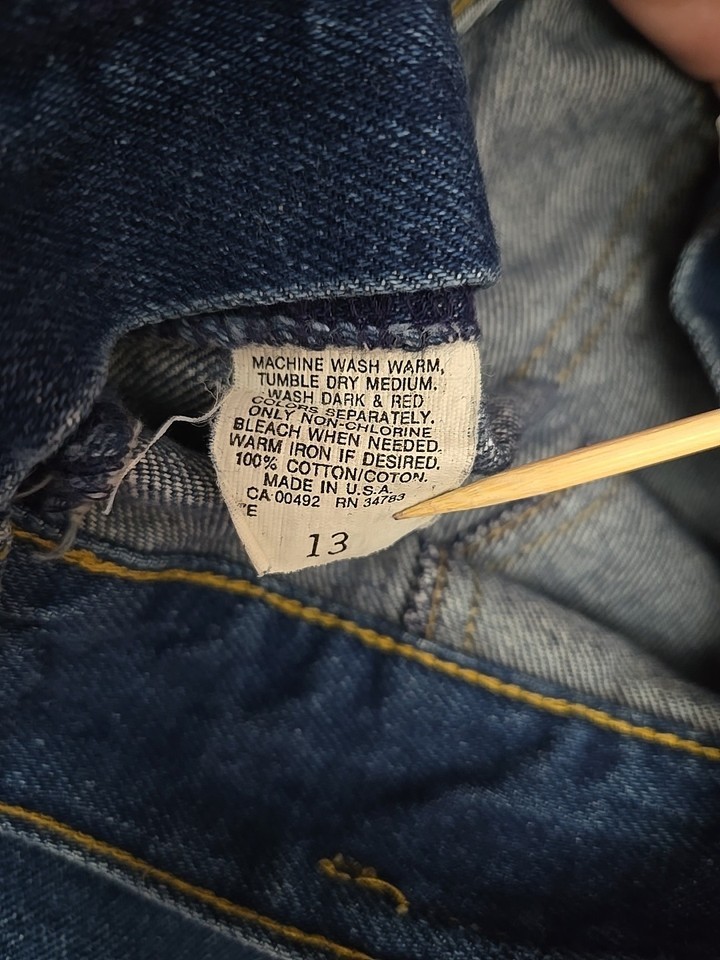 MACHINE WASH WARM,
TUMBLE DRY MEDIUM.
WASH DARK & RED
COLORS SEPARATELY.
ONLY NON-CHLORINE
BLEACH WHEN NEEDED.
WARM IRON IF DESIRED.
100% COTTON/COTON.
MADE IN U.S.A.
CA 00492 RN 34783
E
13